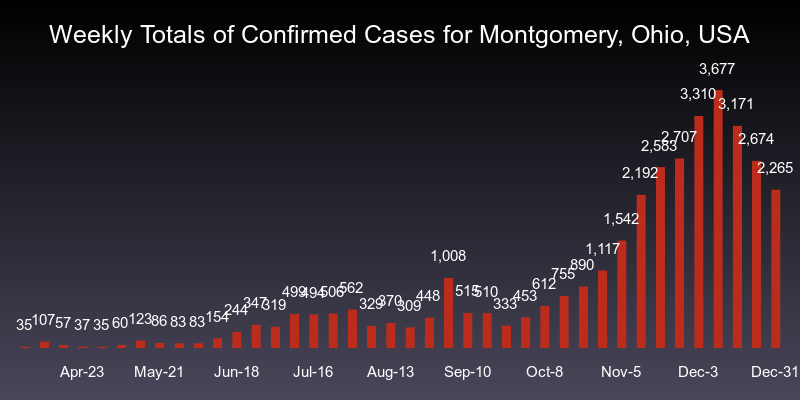 Weekly Totals of Confirmed Cases for Montgomery, Ohio, USA
35 107 57 37 35 60 123 86 83 83 154 244 347 319 499 494 506 562 329 370 309 448 1,008 515 510 333 453 612 755 890 1,117 1,542 2,192 2,583 2,707 3,310 3,677 3,171 2,674 2,265
Apr-23 May-21 Jun-18 Jul-16 Aug-13 Sep-10 Oct-8 Nov-5 Dec-3 Dec-31